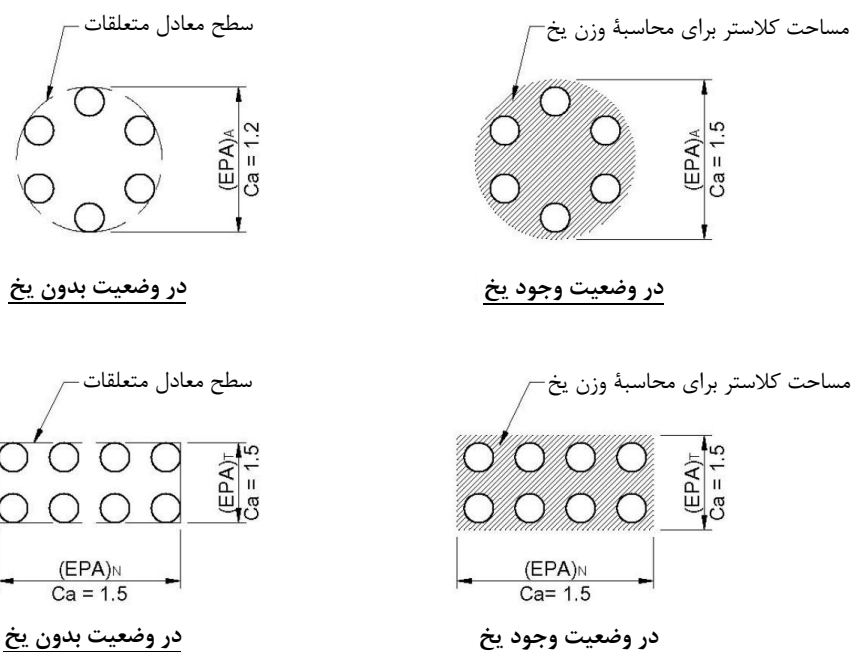 سطح معادل متعلقات
مساحت کلاستر برای محاسبهٔ وزن یخ
(EPA)A
Ca = 1.2
(EPA)A
Ca = 1.5
در وضعیت بدون یخ
در وضعیت وجود یخ
سطح معادل متعلقات
مساحت کلاستر برای محاسبهٔ وزن یخ
(EPA)T
Ca = 1.5
(EPA)T
Ca = 1.5
(EPA)N
Ca = 1.5
(EPA)N
Ca= 1.5
در وضعیت بدون یخ
در وضعیت وجود یخ